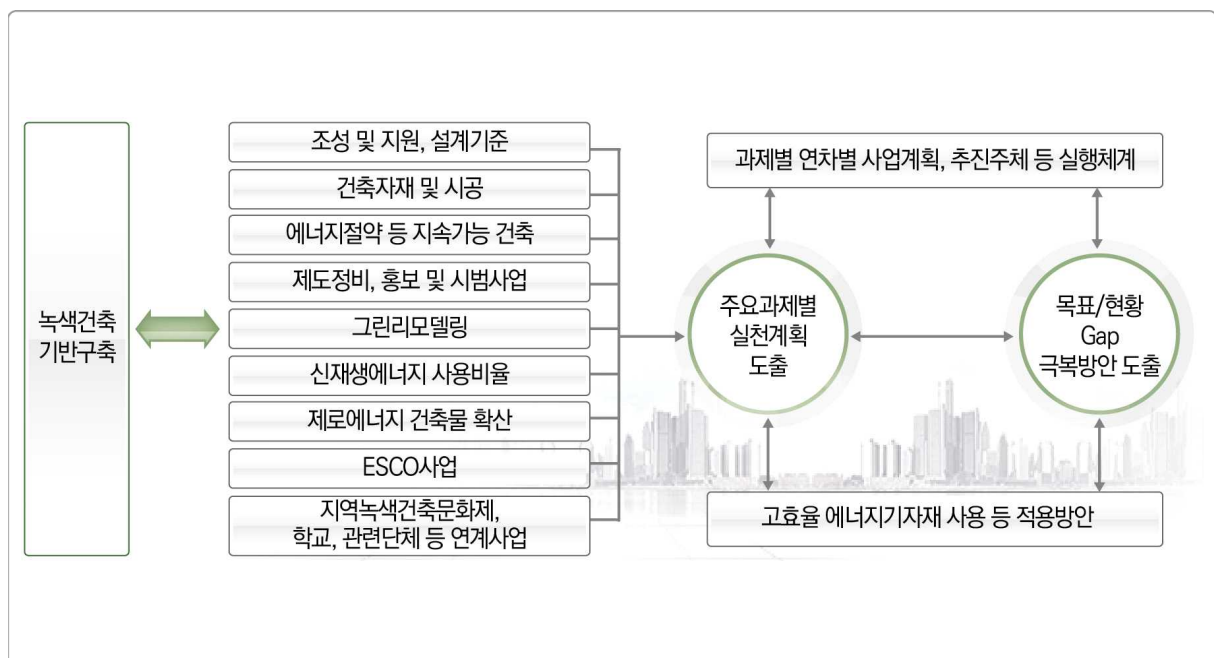 녹색건축
기반구축
조성 및 지원, 설계기준
건축자재 및 시공
에너지절약 등 지속가능 건축
제도정비, 홍보 및 시범사업
그린리모델링
신재생에너지 사용비율
제로에너지 건축물 확산
ESCO사업
지역녹색건축문화제,
학교, 관련단체 등 연계사업
과제별 연차별 사업계획, 추진주체 등 실행체계
주요과제별
실천계획
도출
목표/현황
Gap
극복방안 도출
고효율 에너지기자재 사용 등 적용방안